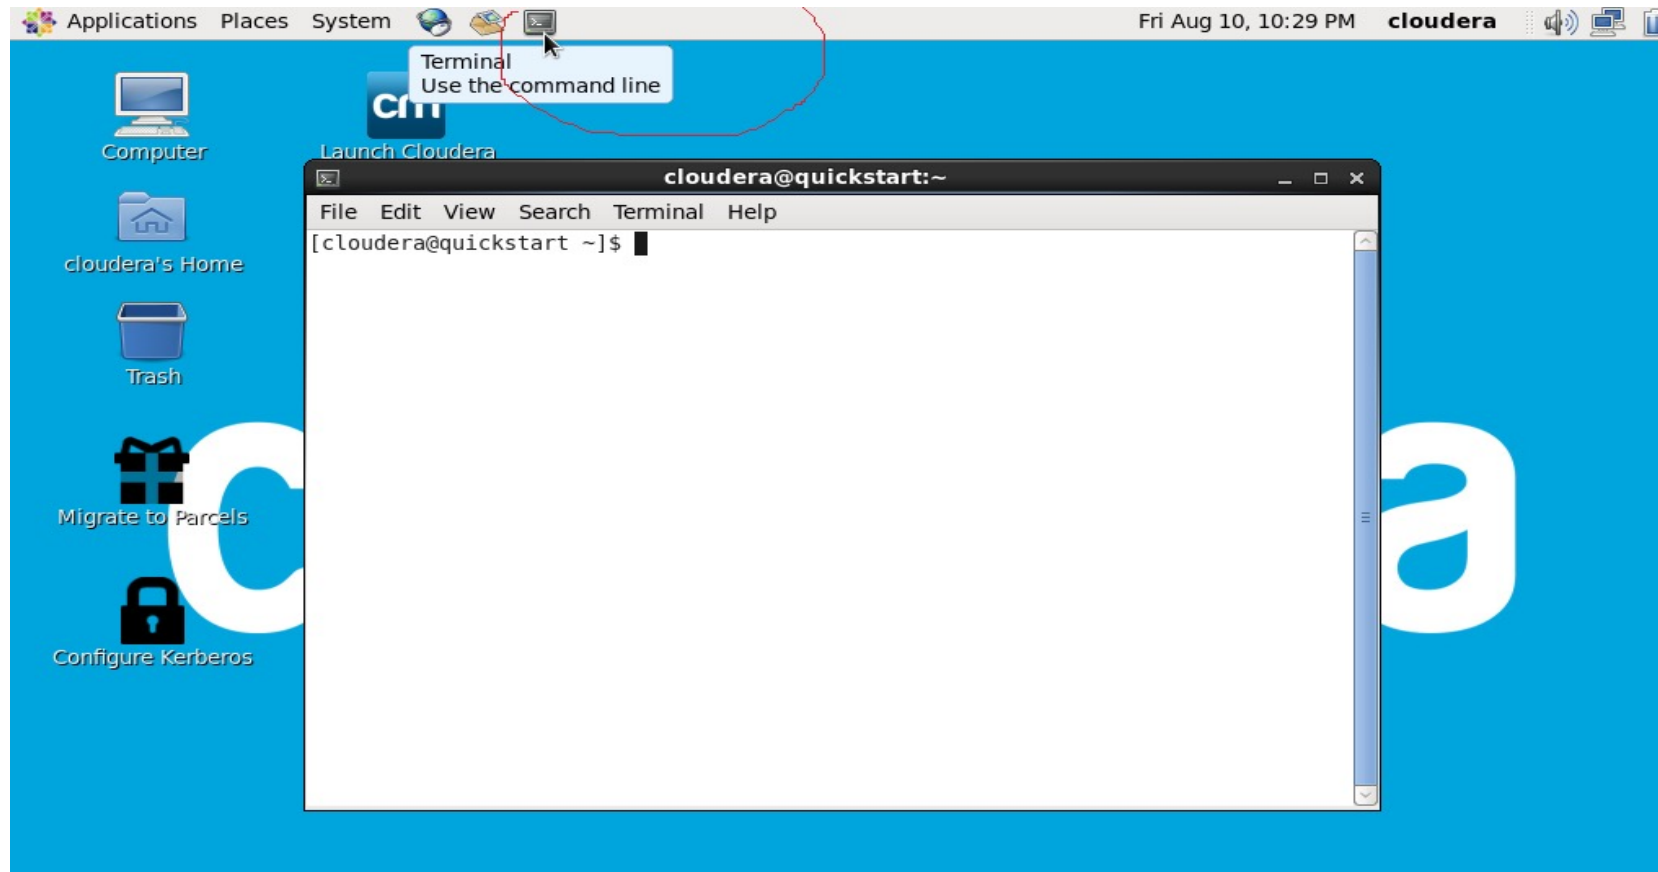 Applications Places System
Fri Aug 10, 10:29 PM cloudera
Terminal
Use the command line
cm
Computer
Launch Cloudera
cloudera@quickstart:~
File Edit View Search Terminal Help
[cloudera@quickstart ~]$
cloudera's Home
Trash
Migrate to Parcels
Configure Kerberos
c
a